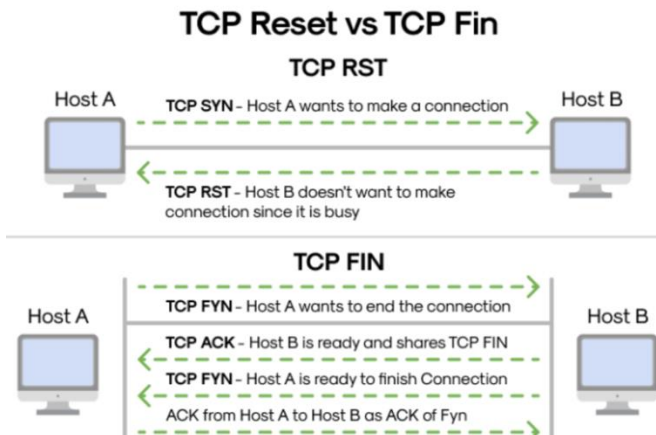 TCP Reset vs TCP Fin
TCP RST
Host A
TCP SYN - Host A wants to make a connection
Host B
TCP RST - Host B doesn't want to make
connection since it is busy
TCP FIN
Host A
TCP FYN - Host A wants to end the connection
Host B
TCP ACK - Host B is ready and shares TCP FIN
TCP FYN - Host A is ready to finish Connection
ACK from Host A to Host B as ACK of Fyn